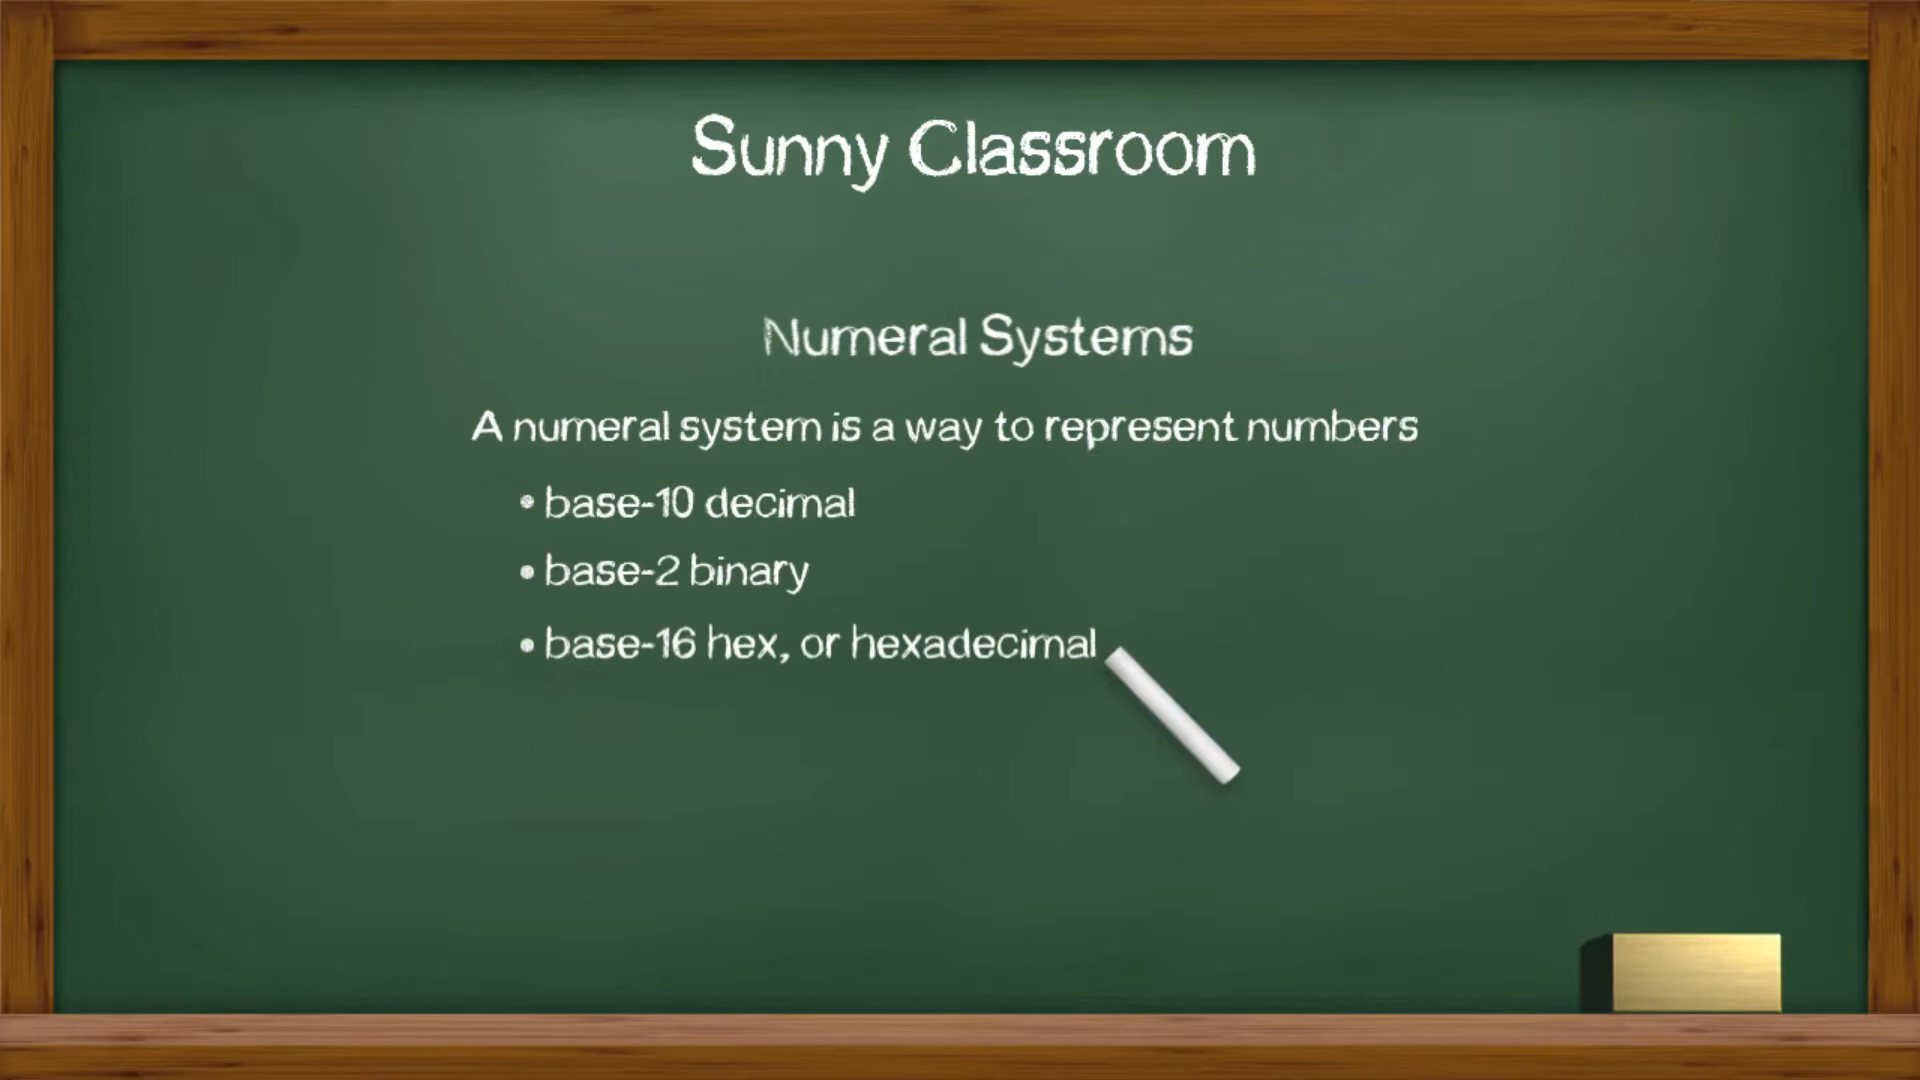 Sunny Classroom
Numeral Systems
A numeral system is a way to represent numbers
• base-10 decimal
• base-2 binary
• base-16 hex, or hexadecimal